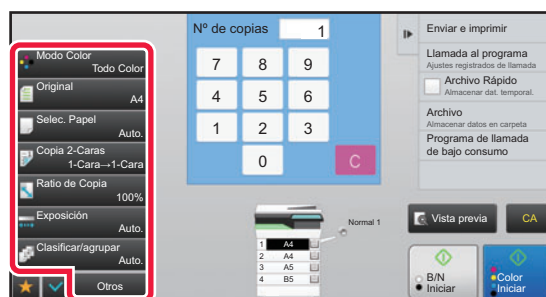 Modo Color
Todo Color
Original
A4
Selec. Papel
Auto.
Copia 2-Caras
1-Cara→1-Cara
Ratio de Copia
100%
Exposición
Auto.
Clasificar/agrupar
Auto.
Otros
Nº de copias 1
7 8 9
4 5 6
1 2 3
0 C
Normal 1
1 A4
2 A4
3 A5
4 B5
Enviar e imprimir
Llamada al programa
Ajustes registrados de llamada
Archivo Rápido
Almacenar dat. temporal.
Archivo
Almacenar datos en carpeta
Programa de llamada
de bajo consumo
Vista previa CA
B/N
Iniciar
Color
Iniciar